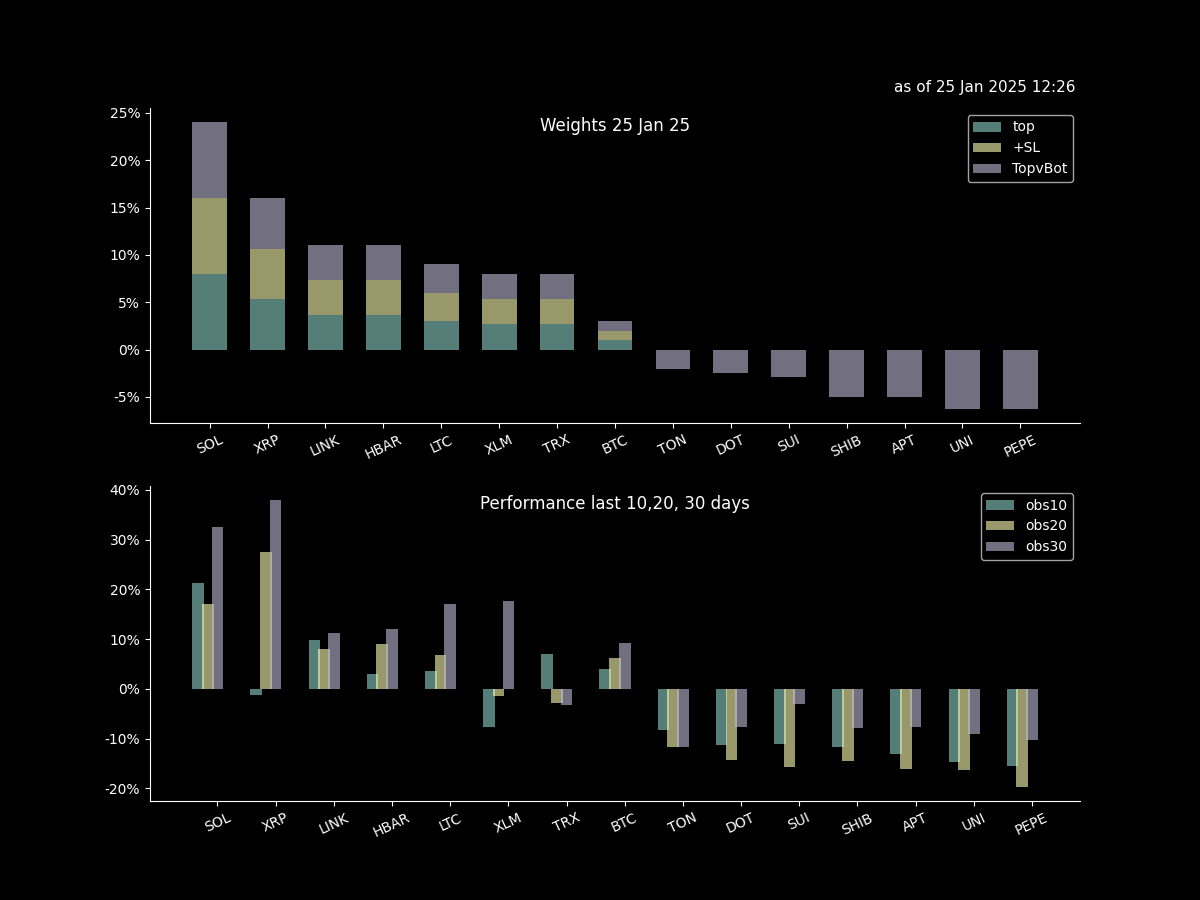 as of 25 Jan 2025 12:26
Weights 25 Jan 25
top
+SL
TopvBot
25%
20%
15%
10%
5%
0%
-5%
SOL XRP LINK HBAR LTC XLM TRX BTC TON DOT SUI SHIB APT UNI PEPE
Performance last 10,20, 30 days
obs10
obs20
obs30
40%
30%
20%
10%
0%
-10%
-20%
SOL XRP LINK HBAR LTC XLM TRX BTC TON DOT SUI SHIB APT UNI PEPE